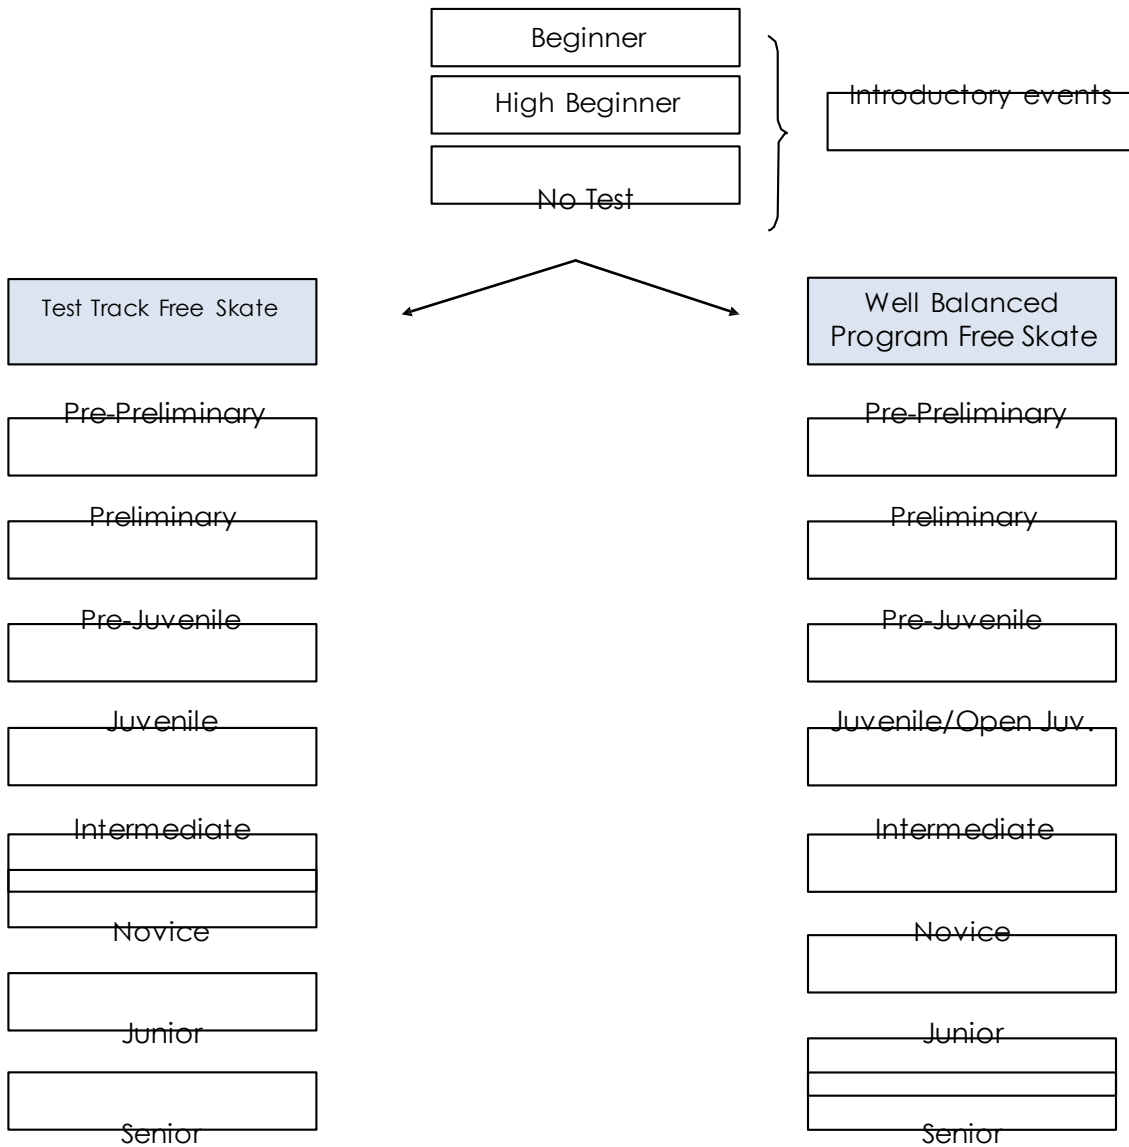 Beginner
High Beginner
No Test
Introductory events
Test Track Free Skate
Well Balanced
Program Free Skate
Pre-Preliminary
Pre-Preliminary
Preliminary
Preliminary
Pre-Juvenile
Pre-Juvenile
Juvenile
Juvenile/Open Juv.
Intermediate
Intermediate
Novice
Novice
Junior
Junior
Senior
Senior